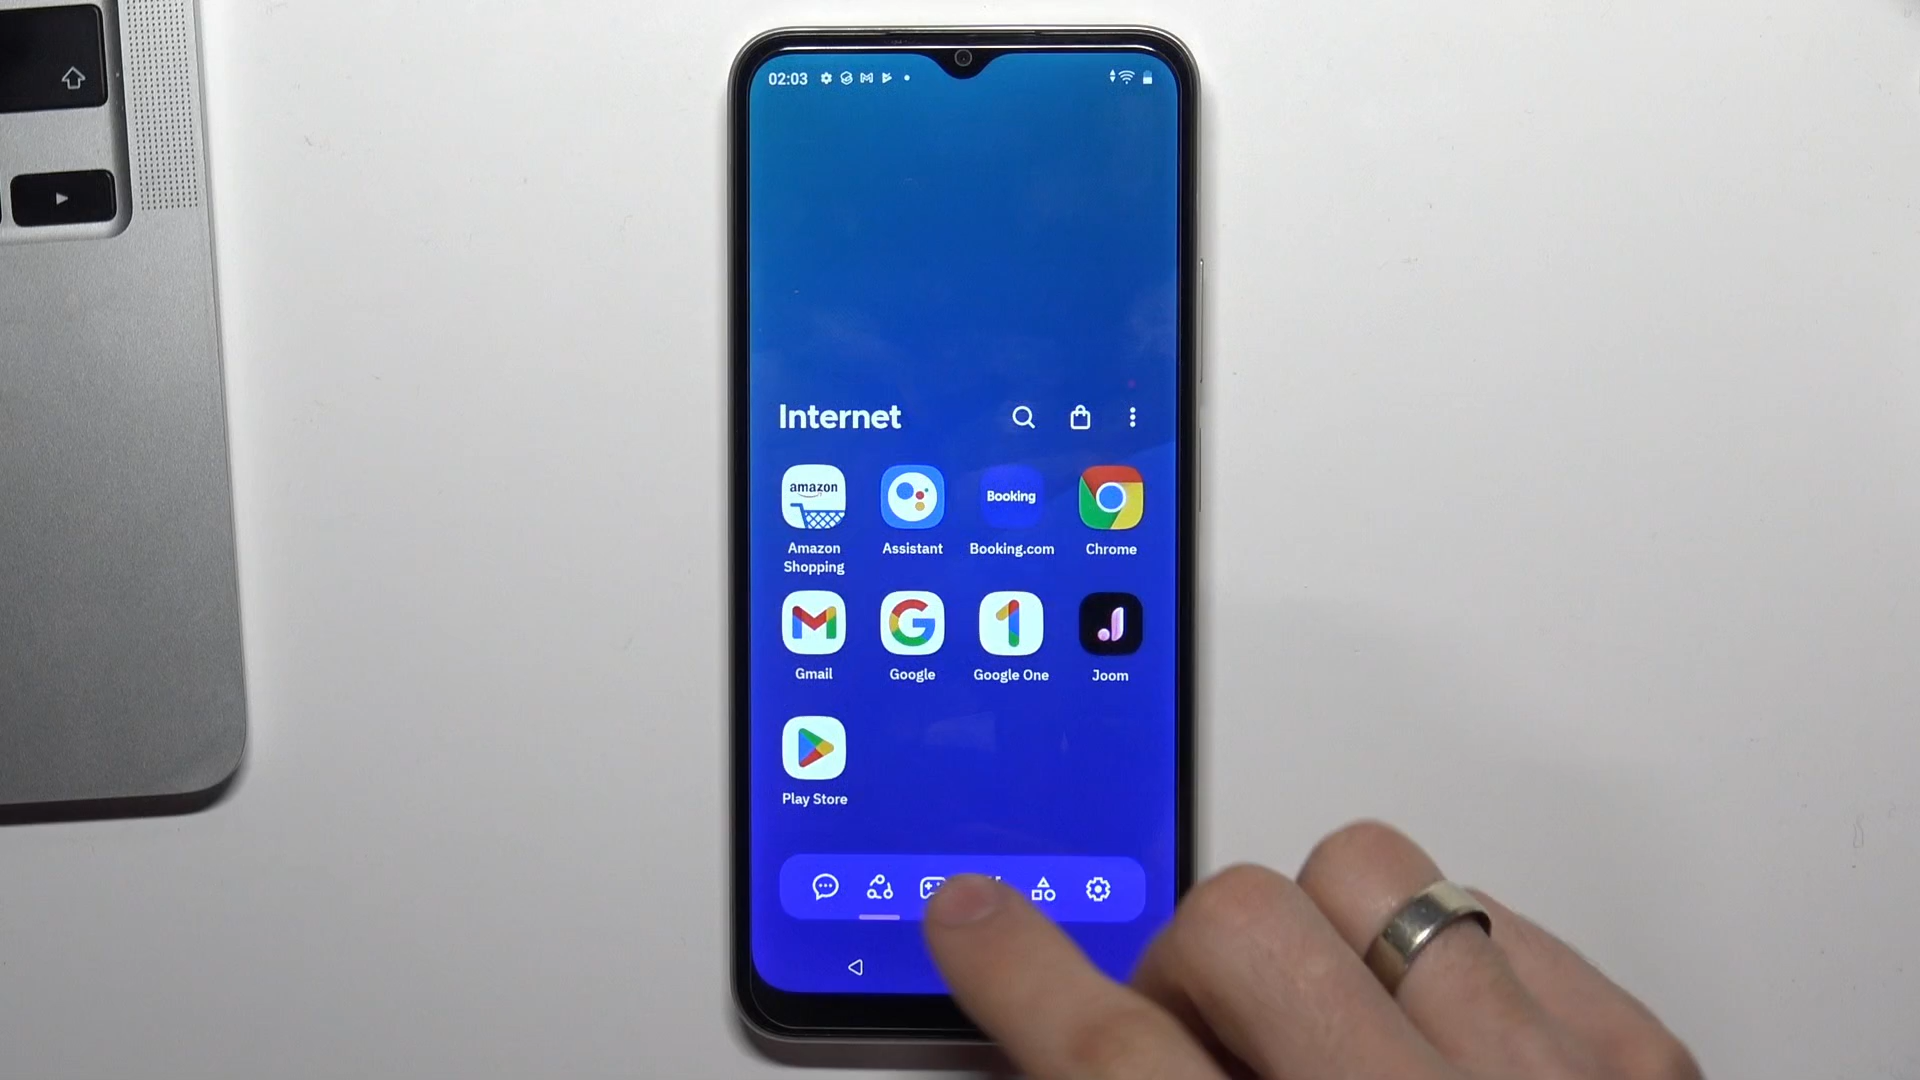 02:03
Internet
amazon
Booking
Amazon
Shopping
Assistant
Booking.com
Chrome
Gmail
Google
Google One
Joom
Play Store